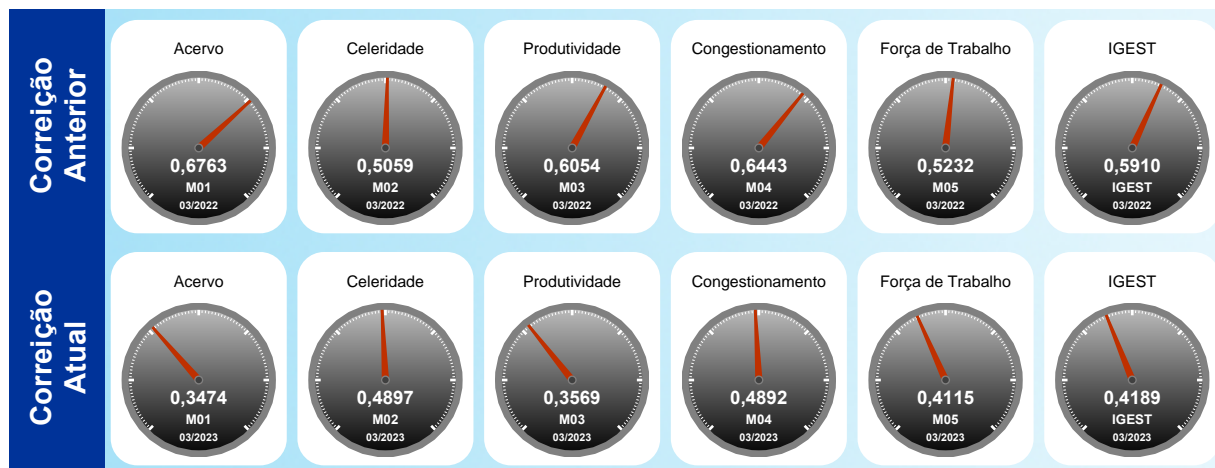 Correição
Anterior
Acervo
0,6763
M01
03/2022
Celeridade
0,5059
M02
03/2022
Produtividade
0,6054
M03
03/2022
Congestionamento
0,6443
M04
03/2022
Força de Trabalho
0,5232
M05
03/2022
IGEST
0,5910
IGEST
03/2022
Correição
Atual
Acervo
0,3474
M01
03/2023
Celeridade
0,4897
M02
03/2023
Produtividade
0,3569
M03
03/2023
Congestionamento
0,4892
M04
03/2023
Força de Trabalho
0,4115
M05
03/2023
IGEST
0,4189
IGEST
03/2023